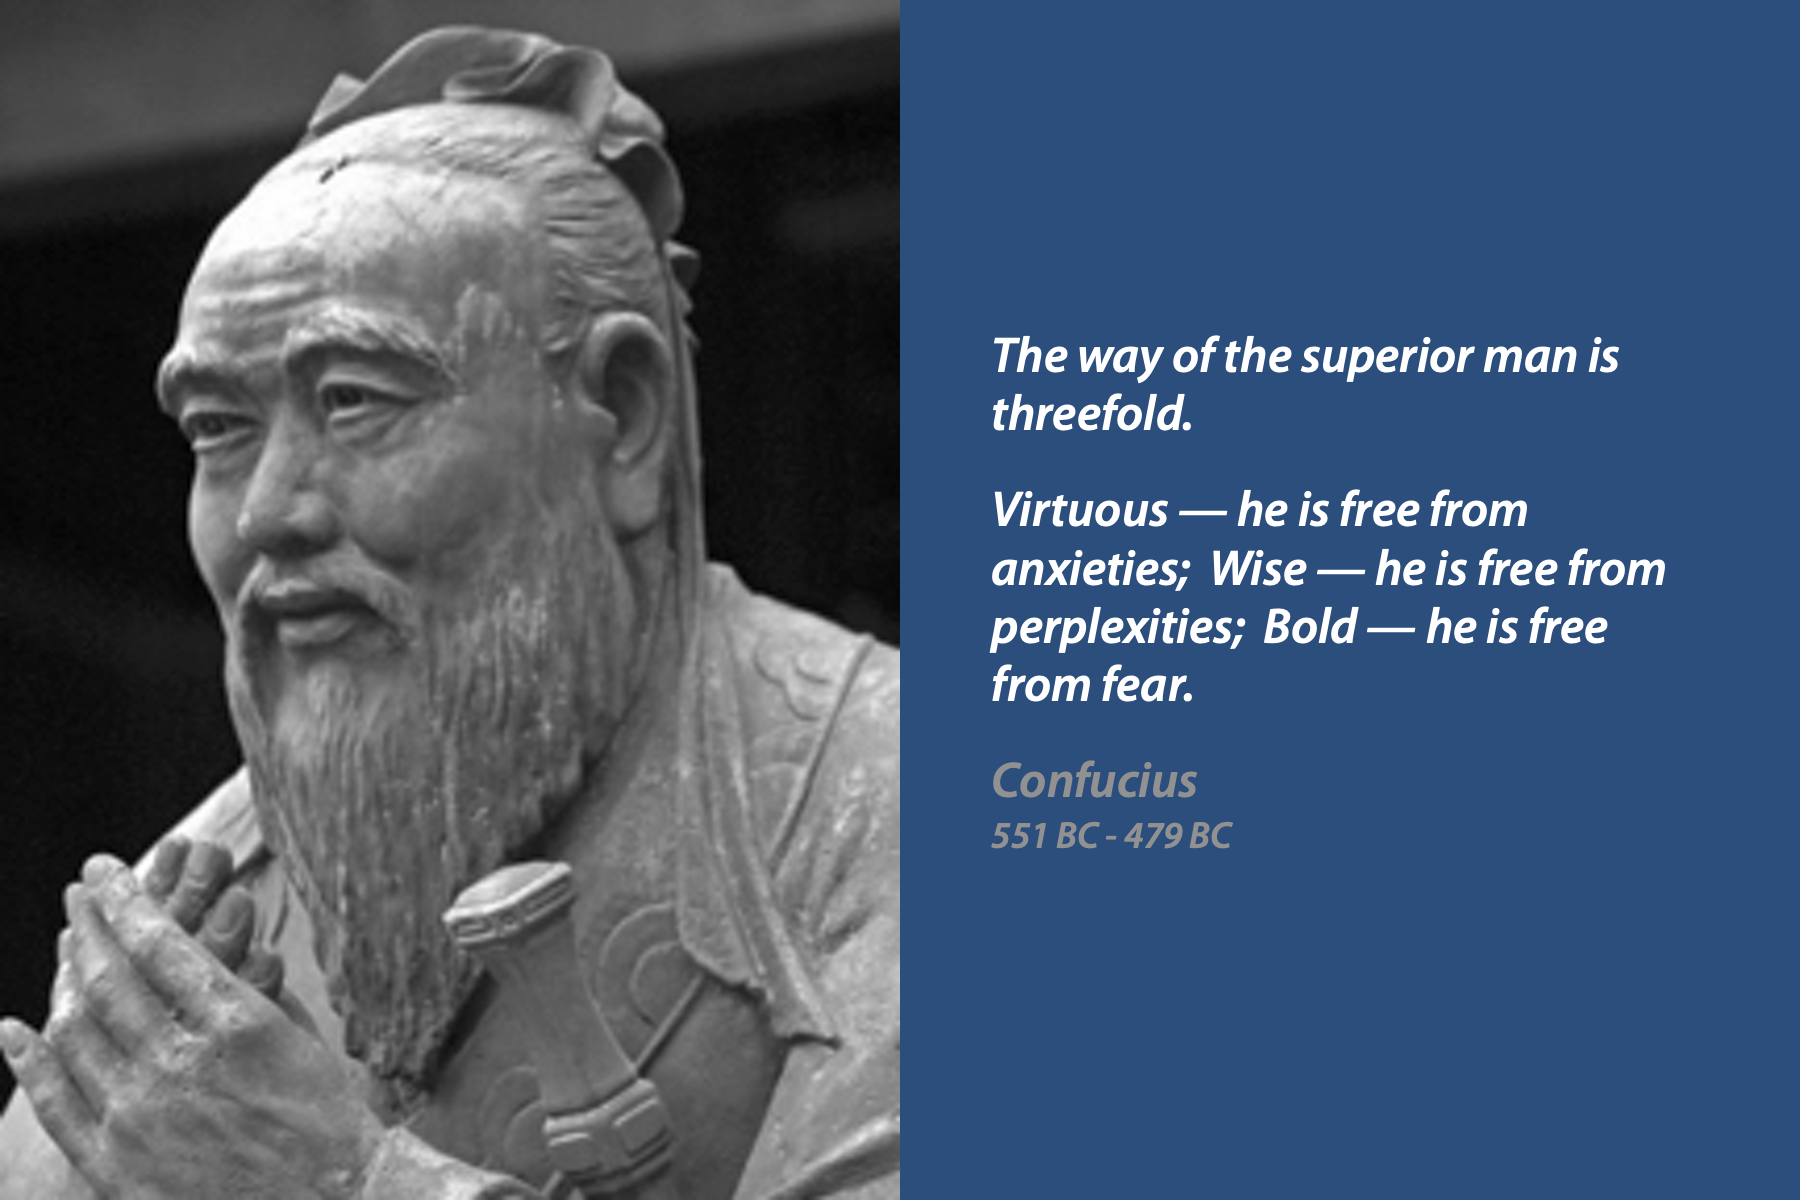 The way of the superior man is
threefold.
Virtuous — he is free from
anxieties;  Wise — he is free from
perplexities;  Bold — he is free
from fear.
Confucius
551 BC - 479 BC